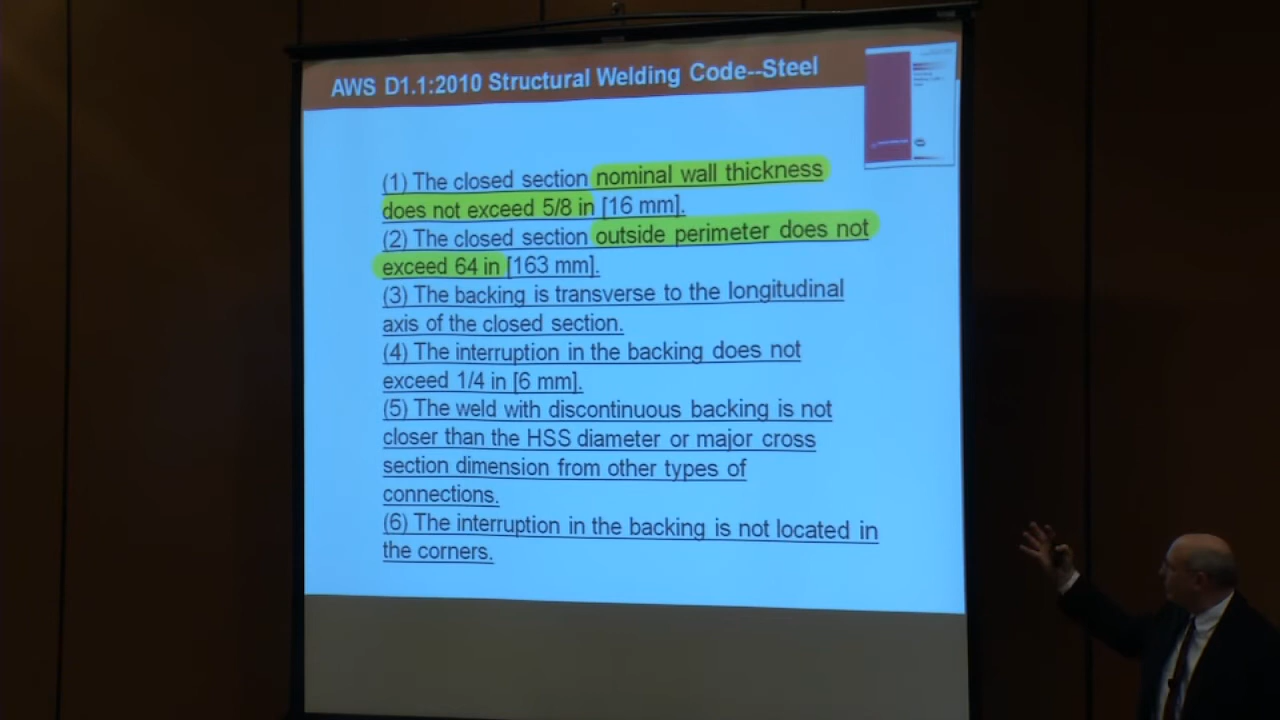 AWS D1.1:2010 Structural Welding Code--Steel
(1) The closed section nominal wall thickness
does not exceed 5/8 in [16 mm].
(2) The closed section outside perimeter does not
exceed 64 in [163 mm].
(3) The backing is transverse to the longitudinal
axis of the closed section.
(4) The interruption in the backing does not
exceed 1/4 in [6 mm].
(5) The weld with discontinuous backing is not
closer than the HSS diameter or major cross
section dimension from other types of
connections.
(6) The interruption in the backing is not located in
the corners.